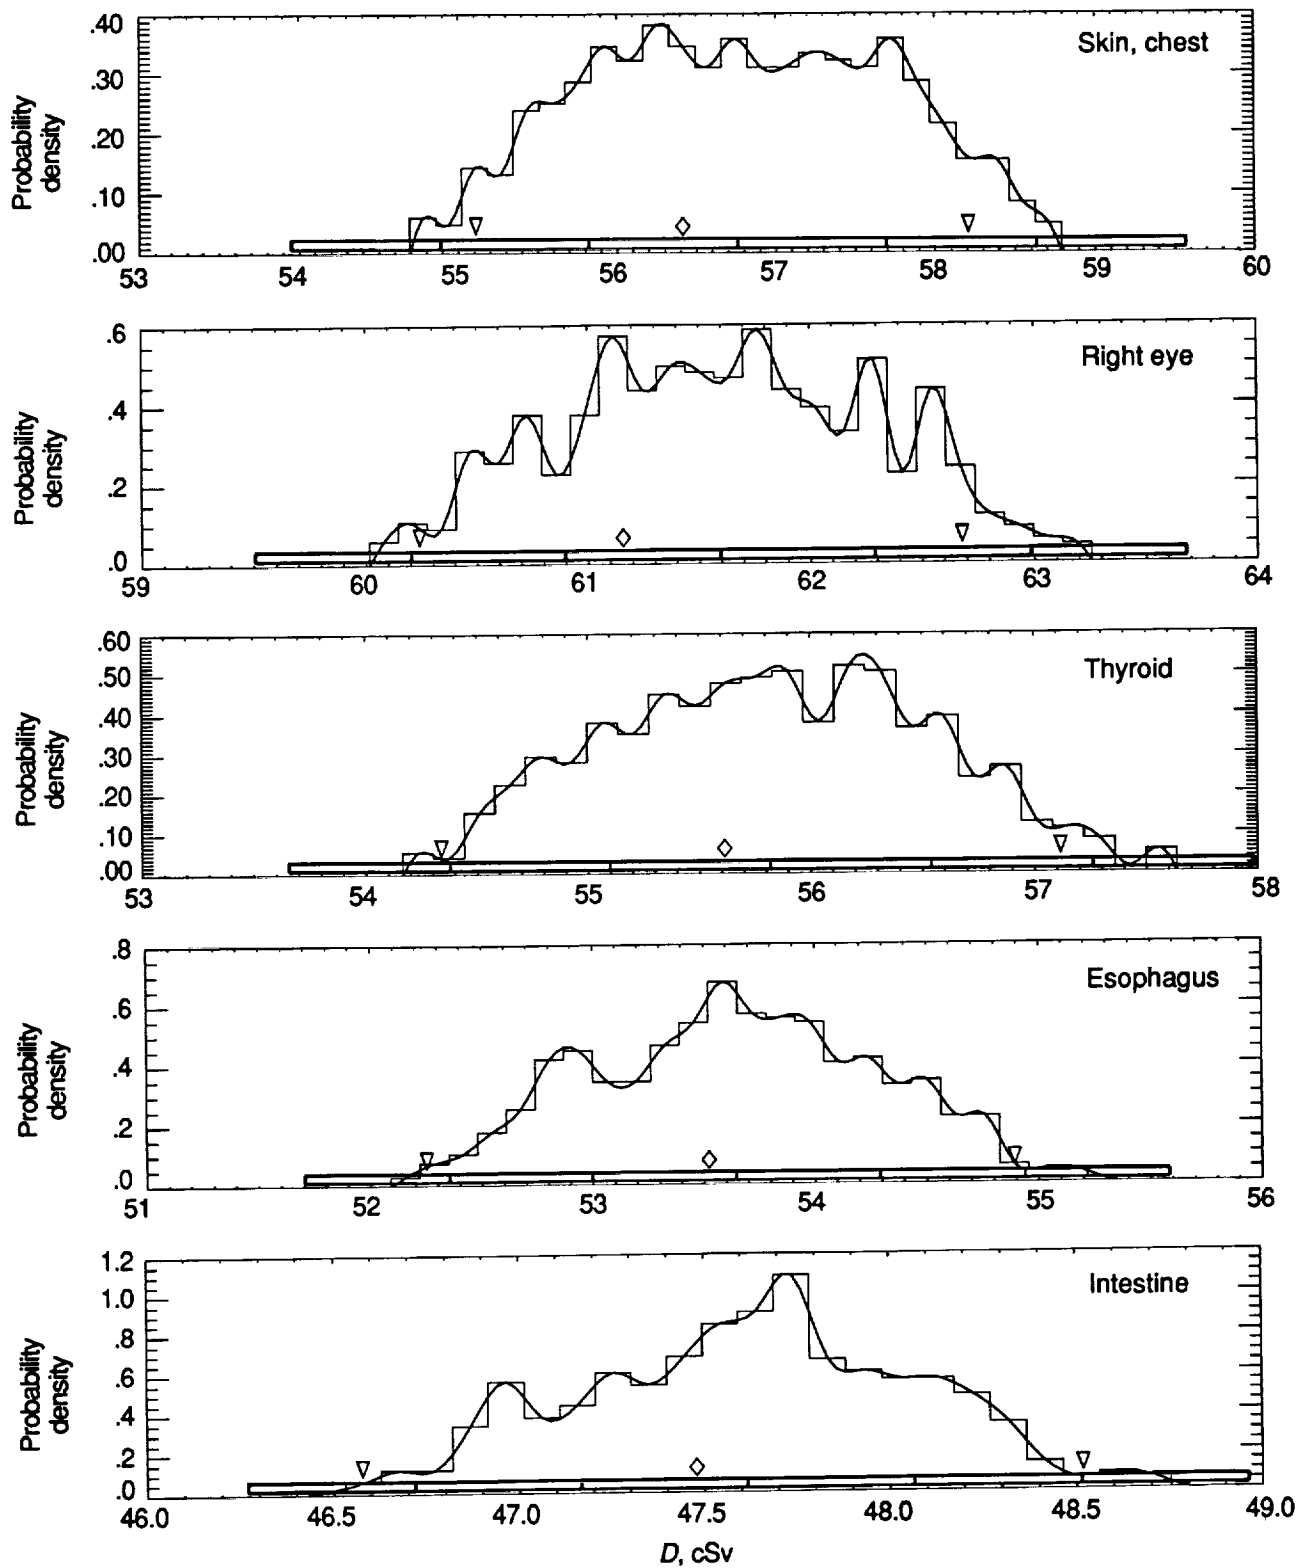 Skin, chest
Probability
density
.40
.30
.20
.10
.00
53 54 55 56 57 58 59 60
Right eye
Probability
density
.6
.4
.2
.0
59 60 61 62 63 64
Thyroid
Probability
density
.60
.50
.40
.30
.20
.10
.00
53 54 55 56 57 58
Esophagus
Probability
density
.8
.6
.4
.2
.0
51 52 53 54 55 56
Intestine
Probability
density
1.2
1.0
.8
.6
.4
.2
.0
46.0 46.5 47.0 47.5 48.0 48.5 49.0
D, cSv